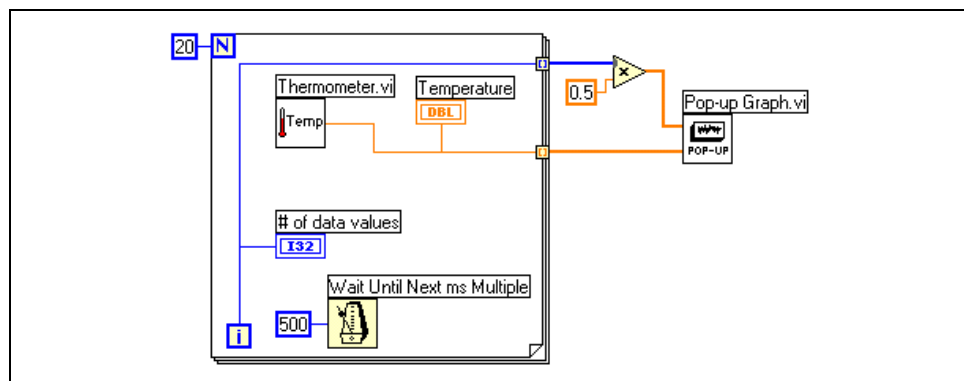 20 N
Thermometer.vi
Temperature
0.5
x
Pop-up Graph.vi
Temp
DBL
POP-UP
# of data values
I32
Wait Until Next ms Multiple
500
i